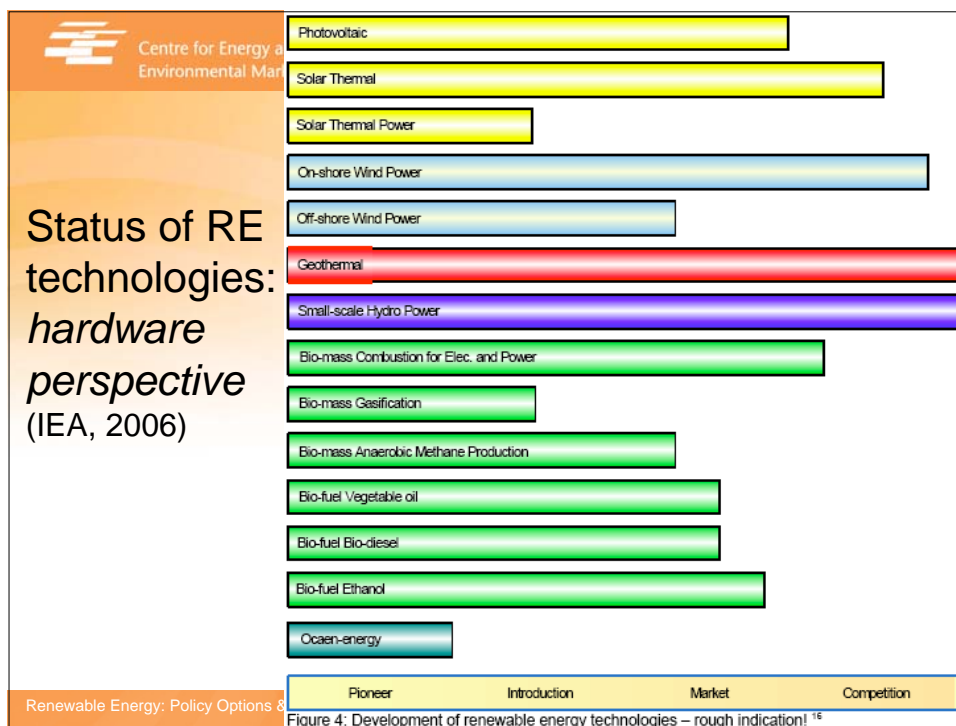 Centre for Energy a
Environmental Mar
Status of RE
technologies:
hardware
perspective
(IEA, 2006)
Photovoltaic
Solar Thermal
Solar Thermal Power
On-shore Wind Power
Off-shore Wind Power
Geothermal
Small-scale Hydro Power
Bio-mass Combustion for Elec. and Power
Bio-mass Gasification
Bio-mass Anaerobic Methane Production
Bio-fuel Vegetable oil
Bio-fuel Bio-diesel
Bio-fuel Ethanol
Ocaen-energy
Pioneer Introduction Market Competition
Renewable Energy: Policy Options &
Figure 4: Development of renewable energy technologies – rough indication! 16